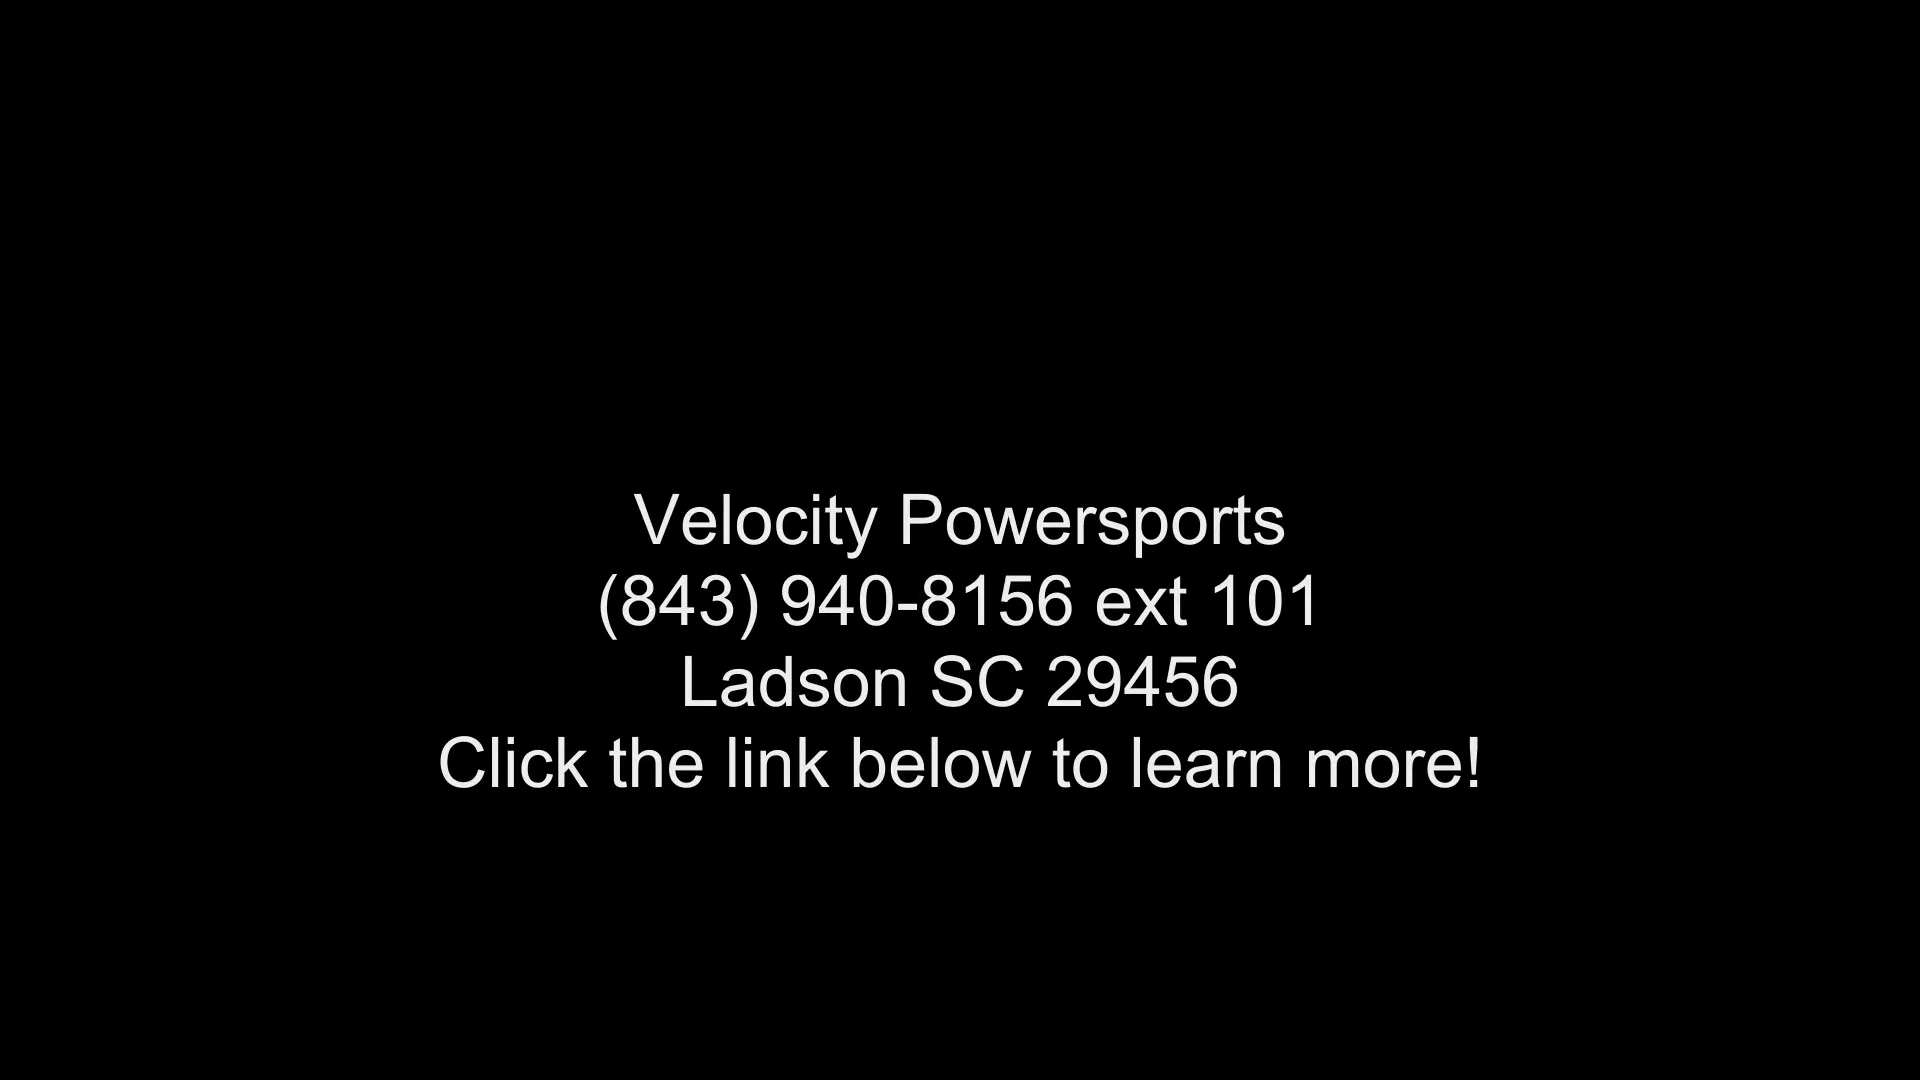 Velocity Powersports
(843) 940-8156 ext 101
Ladson SC 29456
Click the link below to learn more!